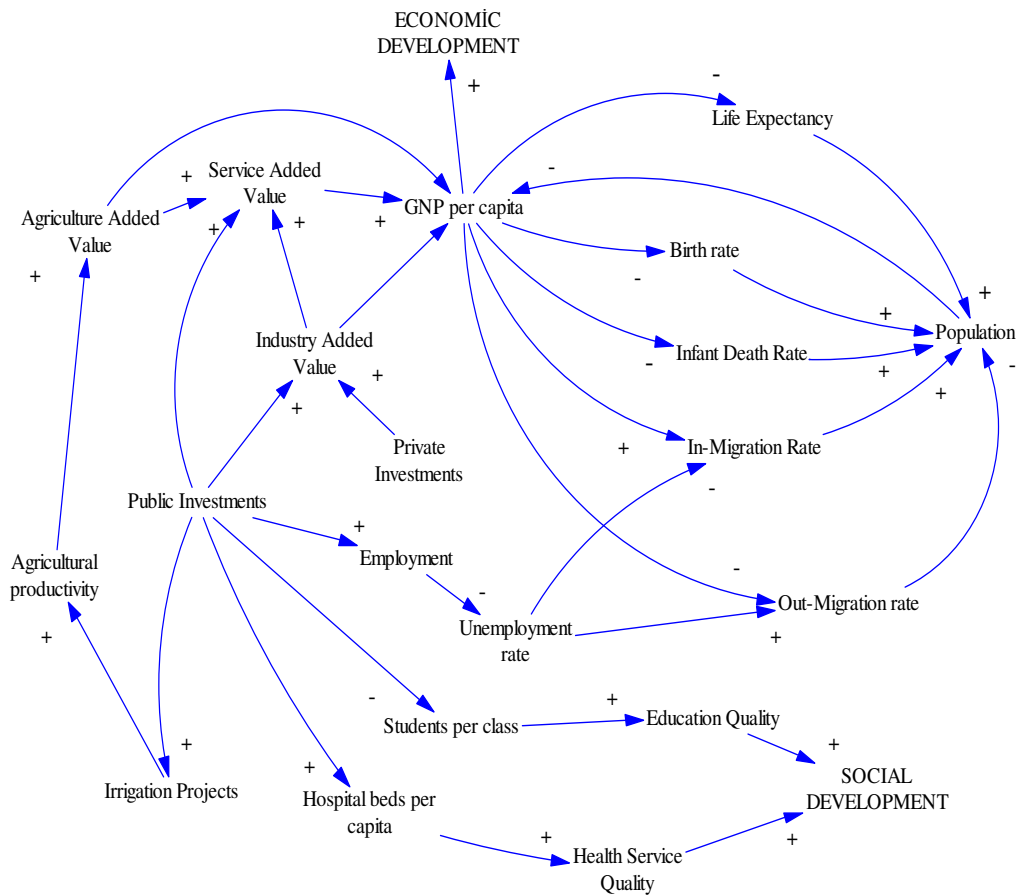 ECONOMİC
DEVELOPMENT
+
-
Life Expectancy
-
+
Service Added
Value
Agriculture Added
Value
+
+
+
GNP per capita
+
Birth rate
-
+
+
Population
Industry Added
Value
+
+
Infant Death Rate
-
+
-
+
Private
Investments
+
In-Migration Rate
-
Public Investments
+
Employment
-
Agricultural
productivity
+
-
Out-Migration rate
+
Unemployment
rate
-
Students per class
+
Education Quality
+
+
Irrigation Projects
+
Hospital beds per
capita
SOCIAL
DEVELOPMENT
+
+
Health Service
Quality